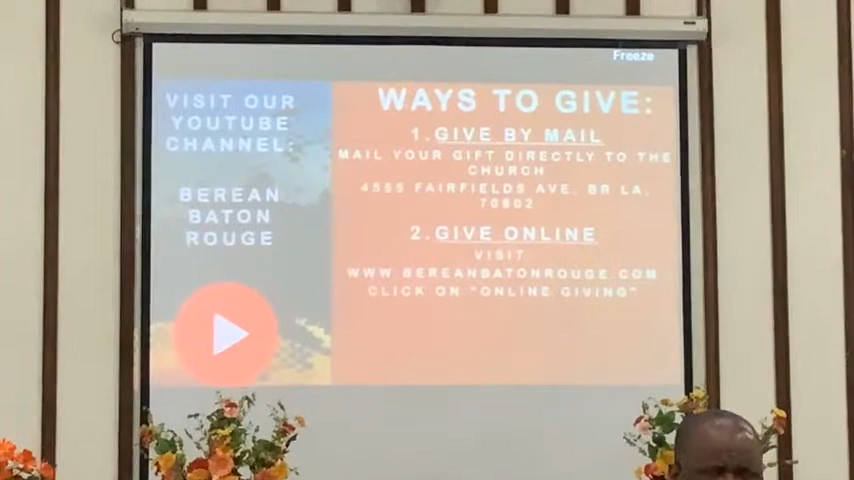 Freeze
VISIT OUR
YOUTUBE
CHANNEL:
BEREAN
BATON
ROUGE
WAYS TO GIVE:
1.GIVE BY MAIL
MAIL YOUR GIFT DIRECTLY TO THE
CHURCH
4555 FAIRFIELDS AVE. BR LA.
70802
2.GIVE ONLINE
VISIT
WWW.BEREANBATONROUGE.COM
CLICK ON "ONLINE GIVING"